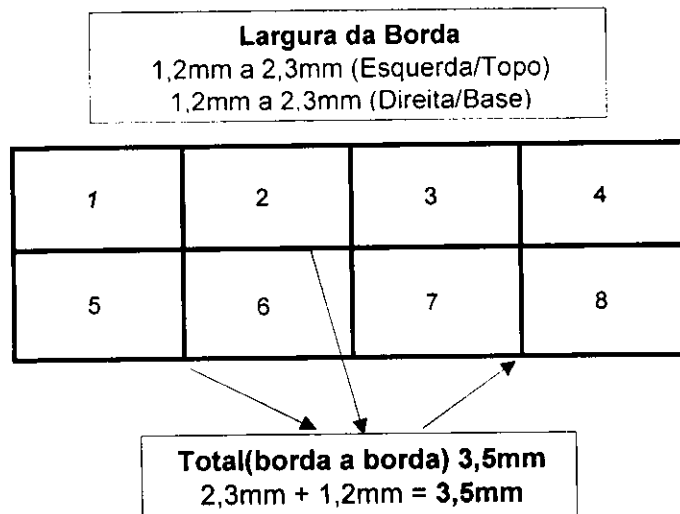 Largura da Borda
1,2mm a 2,3mm (Esquerda/Topo)
1,2mm a 2,3mm (Direita/Base)
1 2 3 4
5 6 7 8
Total(borda a borda) 3,5mm
2,3mm + 1,2mm = 3,5mm